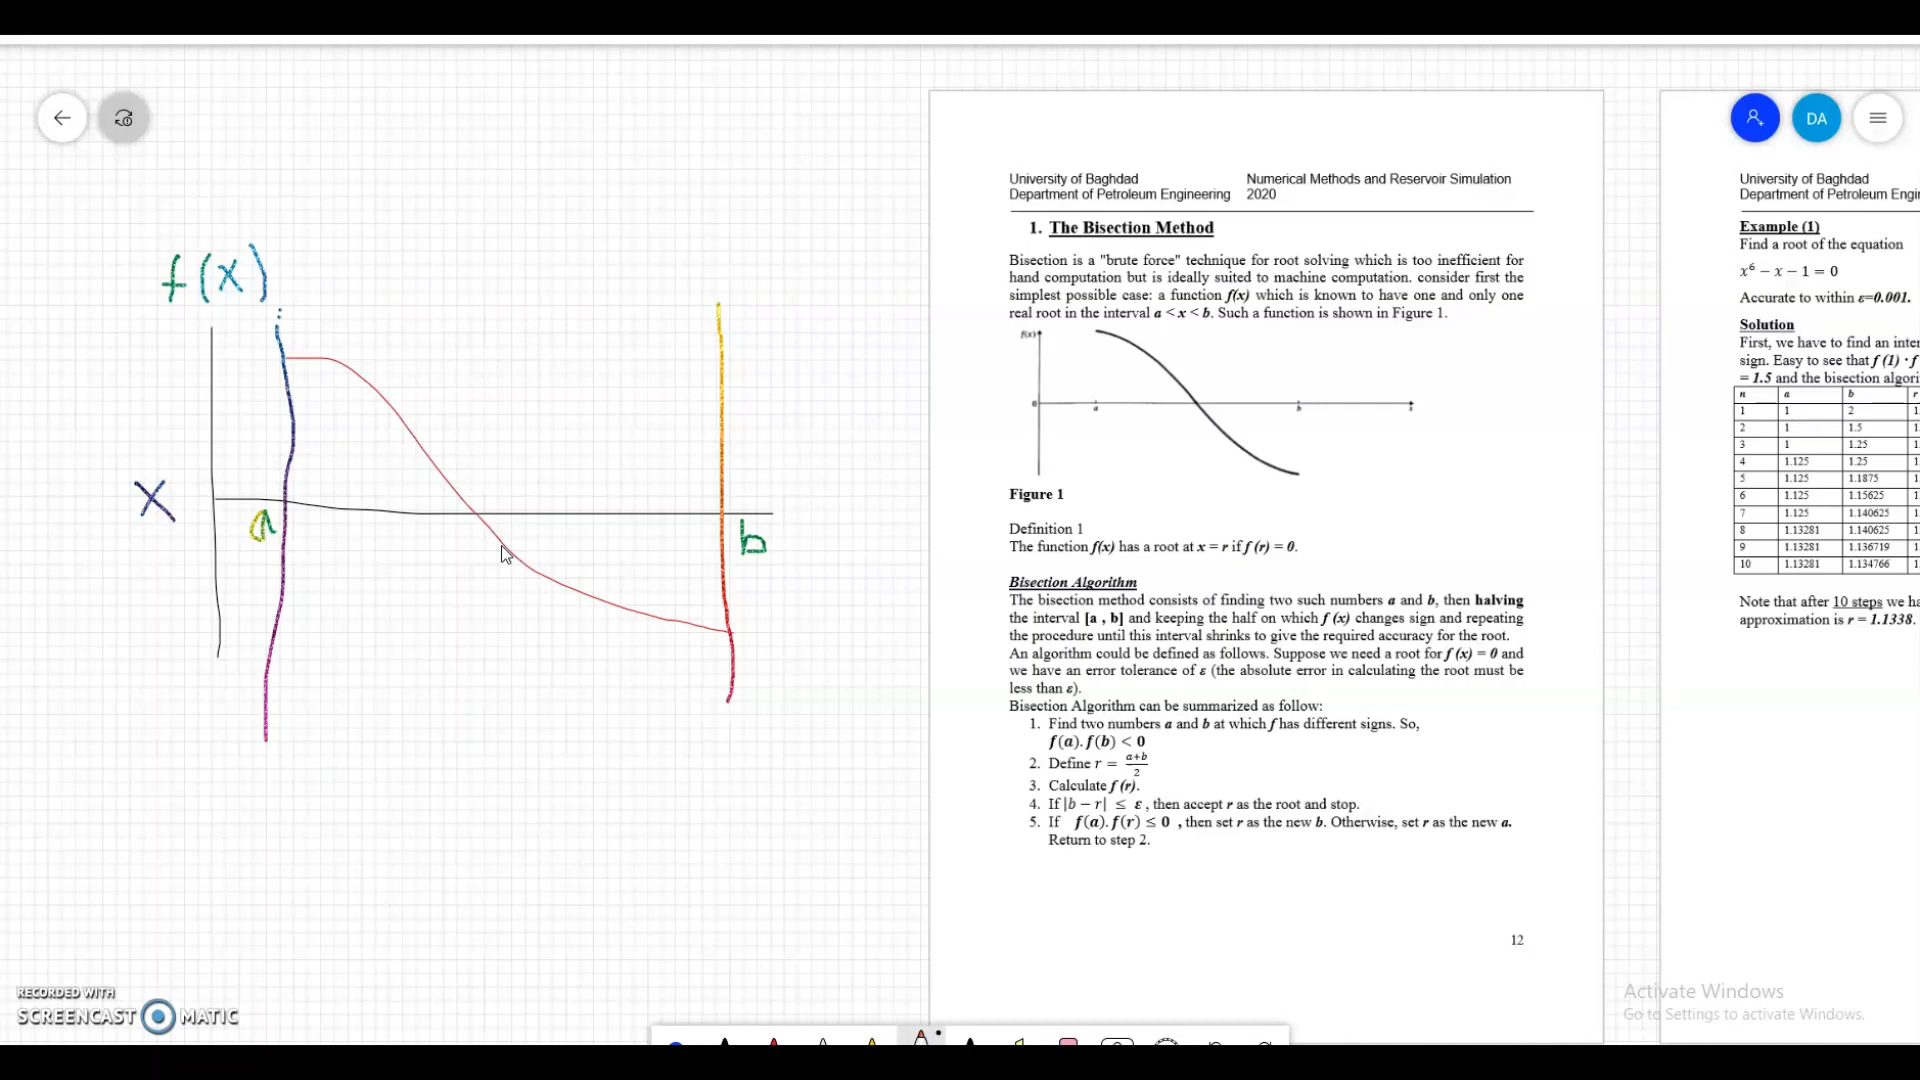 f(x)
X
a
b
University of Baghdad Numerical Methods and Reservoir Simulation
Department of Petroleum Engineering 2020
1. The Bisection Method
Bisection is a "brute force" technique for root solving which is too inefficient for
hand computation but is ideally suited to machine computation. consider first the
simplest possible case: a function f(x) which is known to have one and only one
real root in the interval a < x < b. Such a function is shown in Figure 1.
f(x)
0 a b x
Figure 1
Definition 1
The function f(x) has a root at x = r if f (r) = 0.
Bisection Algorithm
The bisection method consists of finding two such numbers a and b, then halving
the interval [a , b] and keeping the half on which f (x) changes sign and repeating
the procedure until this interval shrinks to give the required accuracy for the root.
An algorithm could be defined as follows. Suppose we need a root for f (x) = 0 and
we have an error tolerance of ε (the absolute error in calculating the root must be
less than ε).
Bisection Algorithm can be summarized as follow:
1. Find two numbers a and b at which f has different signs. So,
f(a). f(b) < 0
2. Define r = a+b/2
3. Calculate f (r).
4. If |b − r| ≤ ε , then accept r as the root and stop.
5. If f(a). f(r) ≤ 0 , then set r as the new b. Otherwise, set r as the new a.
Return to step 2.
12
DA
University of Baghdad
Department of Petroleum Engi
Example (1)
Find a root of the equation
x⁶ − x − 1 = 0
Accurate to within ε=0.001.
Solution
First, we have to find an inter
sign. Easy to see that f (1) · f
= 1.5 and the bisection algori
n a b r
1 1 2 1.
2 1 1.5 1.
3 1 1.25 1.
4 1.125 1.25 1.
5 1.125 1.1875 1.
6 1.125 1.15625 1.
7 1.125 1.140625 1.
8 1.13281 1.140625 1.
9 1.13281 1.136719 1.
10 1.13281 1.134766 1.
Note that after 10 steps we ha
approximation is r = 1.1338.
RECORDED WITH
SCREENCAST MATIC
Activate Windows
Go to Settings to activate Windows.